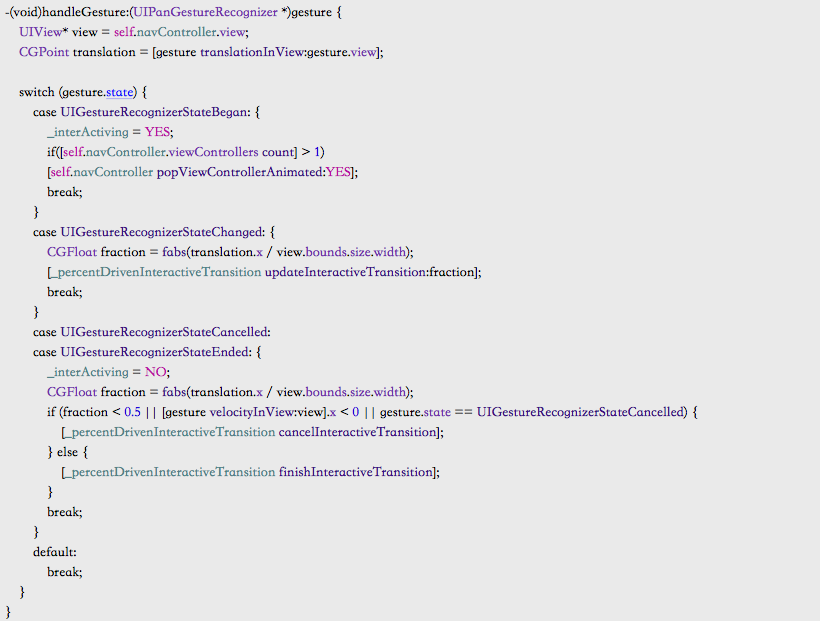 -(void)handleGesture:(UIPanGestureRecognizer *)gesture {
UIView* view = self.navController.view;
CGPoint translation = [gesture translationInView:gesture.view];
switch (gesture.state) {
case UIGestureRecognizerStateBegan: {
_interActiving = YES;
if([self.navController.viewControllers count] > 1)
[self.navController popViewControllerAnimated:YES];
break;
}
case UIGestureRecognizerStateChanged: {
CGFloat fraction = fabs(translation.x / view.bounds.size.width);
[_percentDrivenInteractiveTransition updateInteractiveTransition:fraction];
break;
}
case UIGestureRecognizerStateCancelled:
case UIGestureRecognizerStateEnded: {
_interActiving = NO;
CGFloat fraction = fabs(translation.x / view.bounds.size.width);
if (fraction < 0.5 || [gesture velocityInView:view].x < 0 || gesture.state == UIGestureRecognizerStateCancelled) {
[_percentDrivenInteractiveTransition cancelInteractiveTransition];
} else {
[_percentDrivenInteractiveTransition finishInteractiveTransition];
}
break;
}
default:
break;
}
}